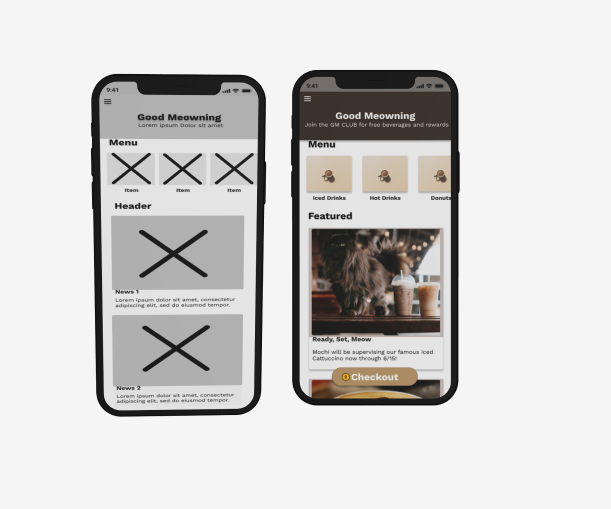 9:41
Good Meowning
Lorem Ipsum Dolor sit amet
Menu
Item
Item
Item
Header
News 1
Lorem ipsum dolor sit amet, consectetur
adipiscing elit, sed do eiusmod tempor.
News 2
Lorem ipsum dolor sit amet, consectetur
adipiscing elit, sed do eiusmod tempor.
9:41
Good Meowning
Join the GM CLUB for free beverages and rewards
Menu
Iced Drinks
Hot Drinks
Donuts
Featured
Ready, Set, Meow
Mochi will be supervising our famous Iced
Cattuccino now through 6/15!
Checkout